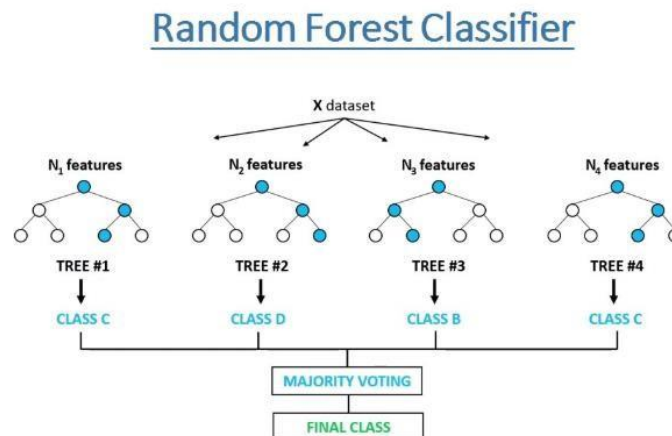 Random Forest Classifier
X dataset
N₁ features N₂ features N₃ features N₄ features
TREE #1 TREE #2 TREE #3 TREE #4
CLASS C CLASS D CLASS B CLASS C
MAJORITY VOTING
FINAL CLASS